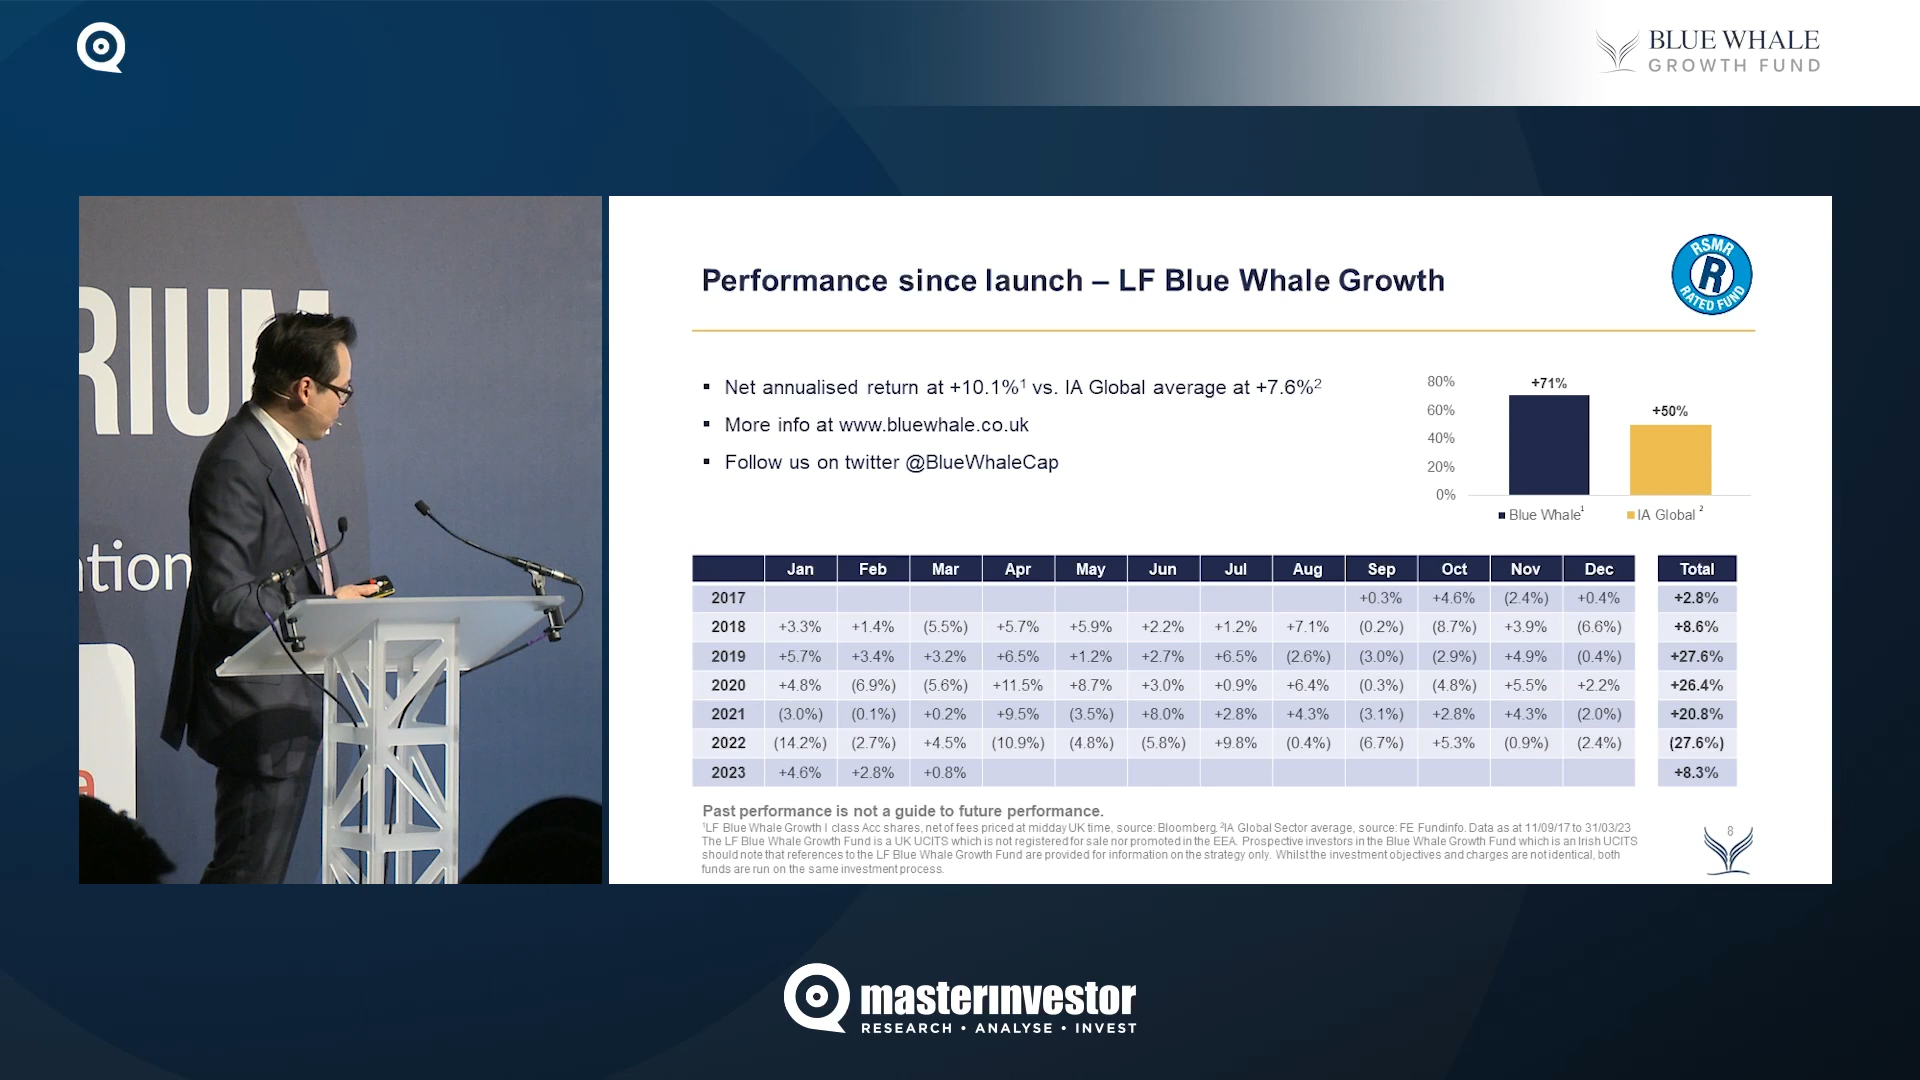 BLUE WHALE
GROWTH FUND
RIUM
ation
a
Performance since launch – LF Blue Whale Growth
RSMR
R
RATED FUND
▪ Net annualised return at +10.1%¹ vs. IA Global average at +7.6%²
▪ More info at www.bluewhale.co.uk
▪ Follow us on twitter @BlueWhaleCap
80%
60%
40%
20%
0%
+71%
+50%
Blue Whale¹ IA Global ²
Jan Feb Mar Apr May Jun Jul Aug Sep Oct Nov Dec Total
2017 +0.3% +4.6% (2.4%) +0.4% +2.8%
2018 +3.3% +1.4% (5.5%) +5.7% +5.9% +2.2% +1.2% +7.1% (0.2%) (8.7%) +3.9% (6.6%) +8.6%
2019 +5.7% +3.4% +3.2% +6.5% +1.2% +2.7% +6.5% (2.6%) (3.0%) (2.9%) +4.9% (0.4%) +27.6%
2020 +4.8% (6.9%) (5.6%) +11.5% +8.7% +3.0% +0.9% +6.4% (0.3%) (4.8%) +5.5% +2.2% +26.4%
2021 (3.0%) (0.1%) +0.2% +9.5% (3.5%) +8.0% +2.8% +4.3% (3.1%) +2.8% +4.3% (2.0%) +20.8%
2022 (14.2%) (2.7%) +4.5% (10.9%) (4.8%) (5.8%) +9.8% (0.4%) (6.7%) +5.3% (0.9%) (2.4%) (27.6%)
2023 +4.6% +2.8% +0.8% +8.3%
Past performance is not a guide to future performance.
¹LF Blue Whale Growth I class Acc shares, net of fees priced at midday UK time, source: Bloomberg. ²IA Global Sector average, source: FE Fundinfo. Data as at 11/09/17 to 31/03/23
The LF Blue Whale Growth Fund is a UK UCITS which is not registered for sale nor promoted in the EEA. Prospective investors in the Blue Whale Growth Fund which is an Irish UCITS
should note that references to the LF Blue Whale Growth Fund are provided for information on the strategy only. Whilst the investment objectives and charges are not identical, both
funds are run on the same investment process.
8
masterınvestor
RESEARCH • ANALYSE • INVEST